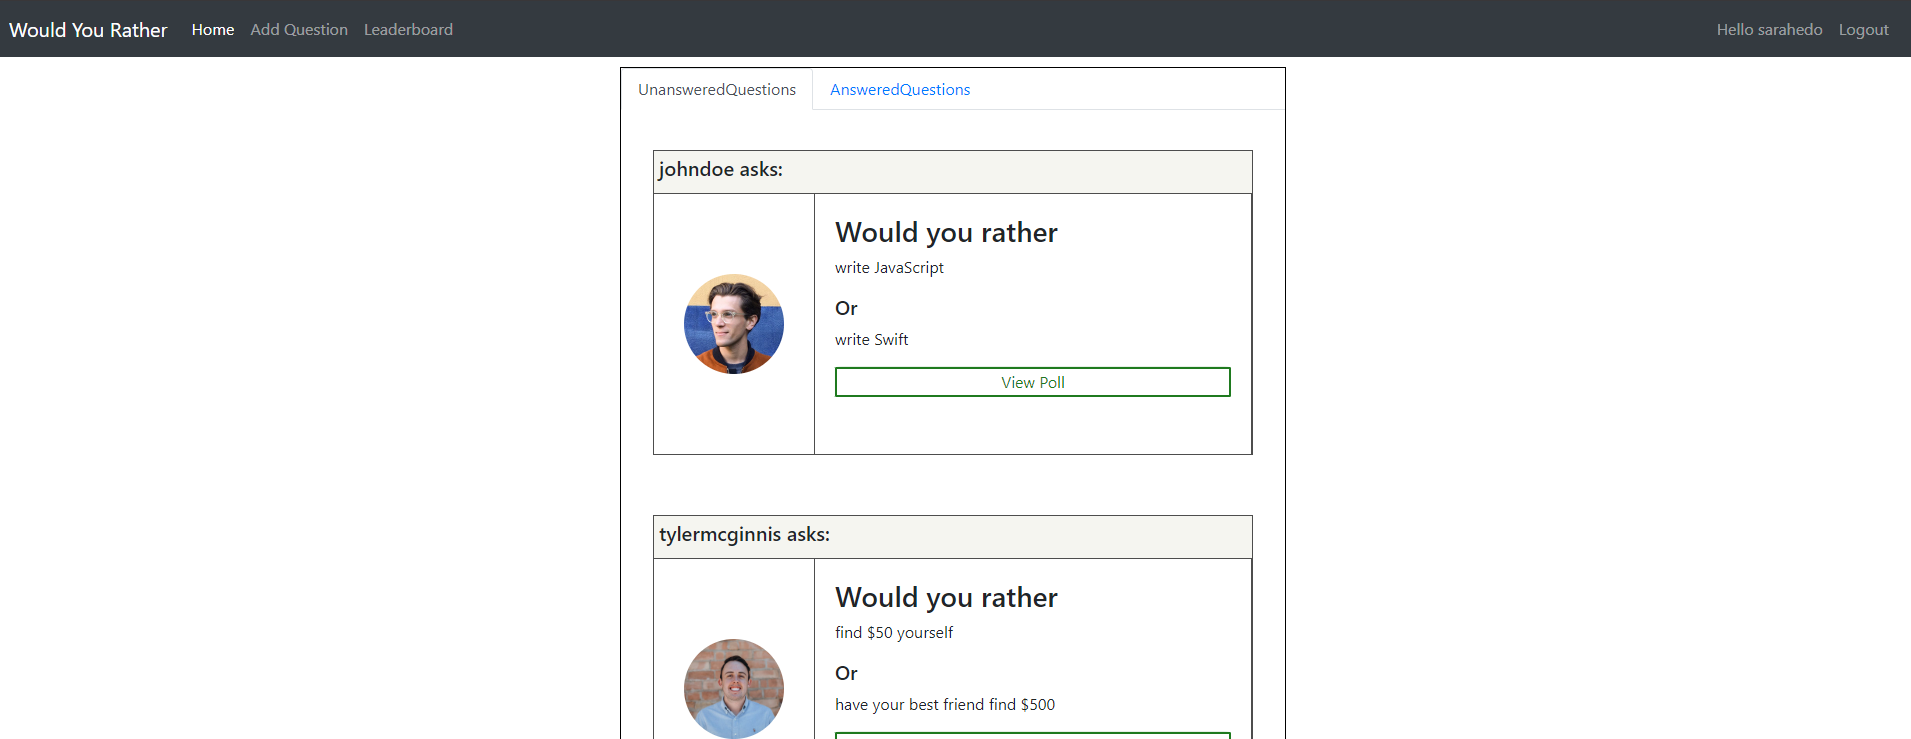 Would You Rather Home Add Question Leaderboard Hello sarahedo Logout
UnansweredQuestions AnsweredQuestions
johndoe asks:
Would you rather
write JavaScript
Or
write Swift
View Poll
tylermcginnis asks:
Would you rather
find $50 yourself
Or
have your best friend find $500